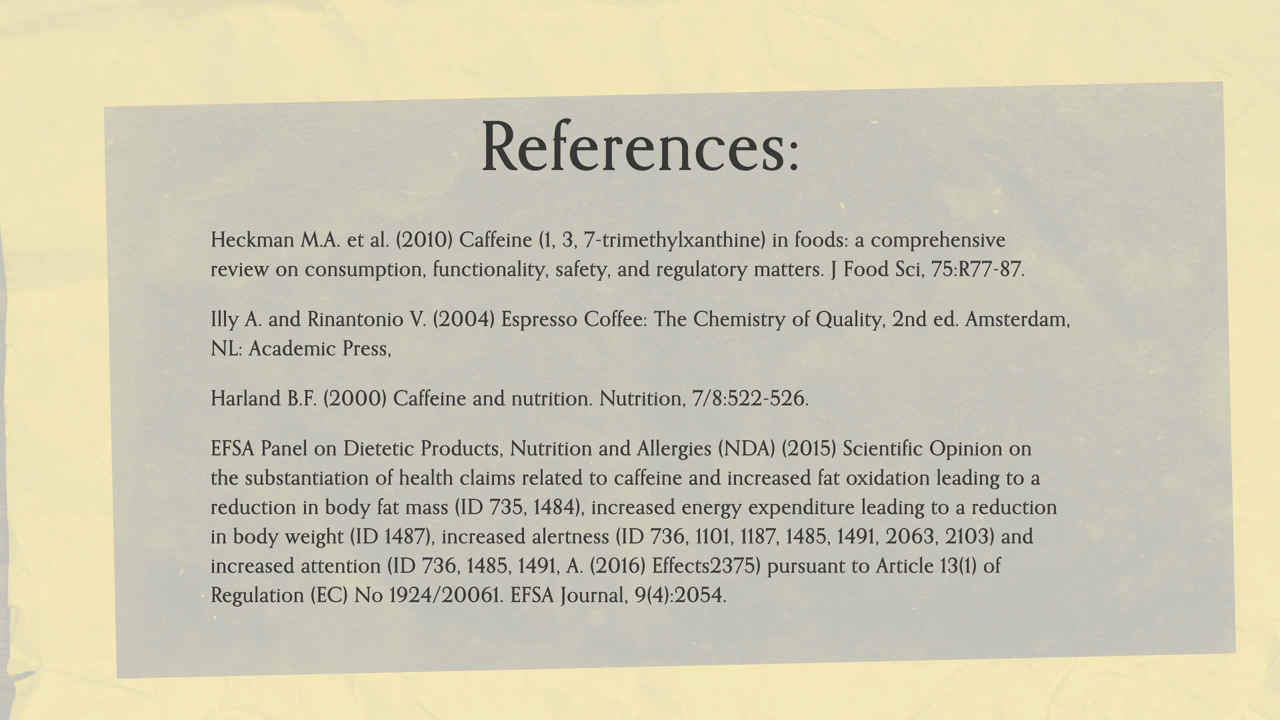 References:
Heckman M.A. et al. (2010) Caffeine (1, 3, 7-trimethylxanthine) in foods: a comprehensive
review on consumption, functionality, safety, and regulatory matters. J Food Sci, 75:R77-87.
Illy A. and Rinantonio V. (2004) Espresso Coffee: The Chemistry of Quality, 2nd ed. Amsterdam,
NL: Academic Press,
Harland B.F. (2000) Caffeine and nutrition. Nutrition, 7/8:522-526.
EFSA Panel on Dietetic Products, Nutrition and Allergies (NDA) (2015) Scientific Opinion on
the substantiation of health claims related to caffeine and increased fat oxidation leading to a
reduction in body fat mass (ID 735, 1484), increased energy expenditure leading to a reduction
in body weight (ID 1487), increased alertness (ID 736, 1101, 1187, 1485, 1491, 2063, 2103) and
increased attention (ID 736, 1485, 1491, A. (2016) Effects2375) pursuant to Article 13(1) of
Regulation (EC) No 1924/20061. EFSA Journal, 9(4):2054.